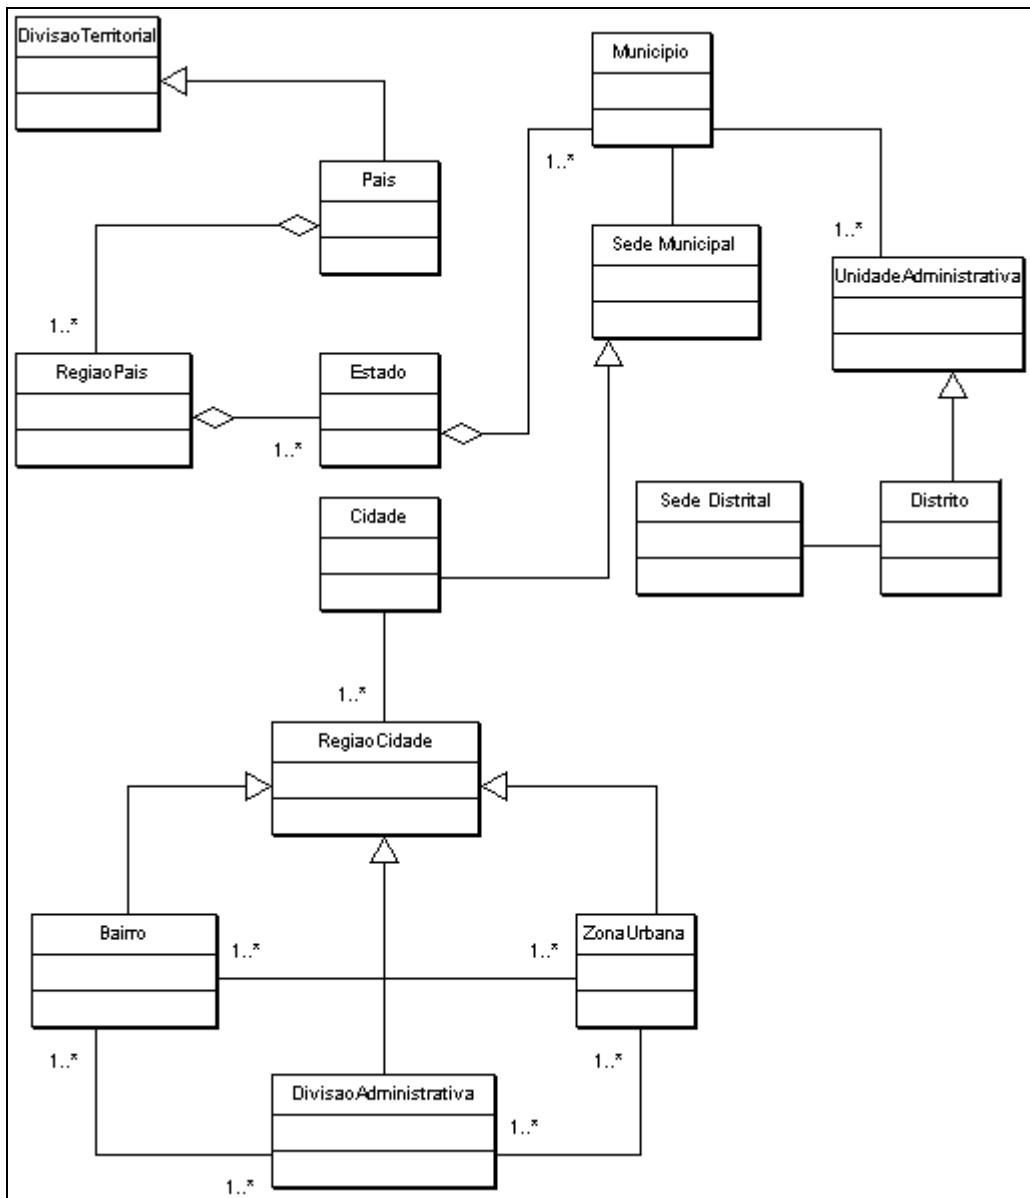 DivisaoTerritorial
Municipio
1..*
Pais
1..*
Sede Municipal
UnidadeAdministrativa
1..*
RegiaoPais
Estado
1..*
Cidade
Sede Distrital
Distrito
1..*
RegiaoCidade
Bairro
1..*
1..*
ZonaUrbana
1..*
1..*
DivisaoAdministrativa
1..*
1..*